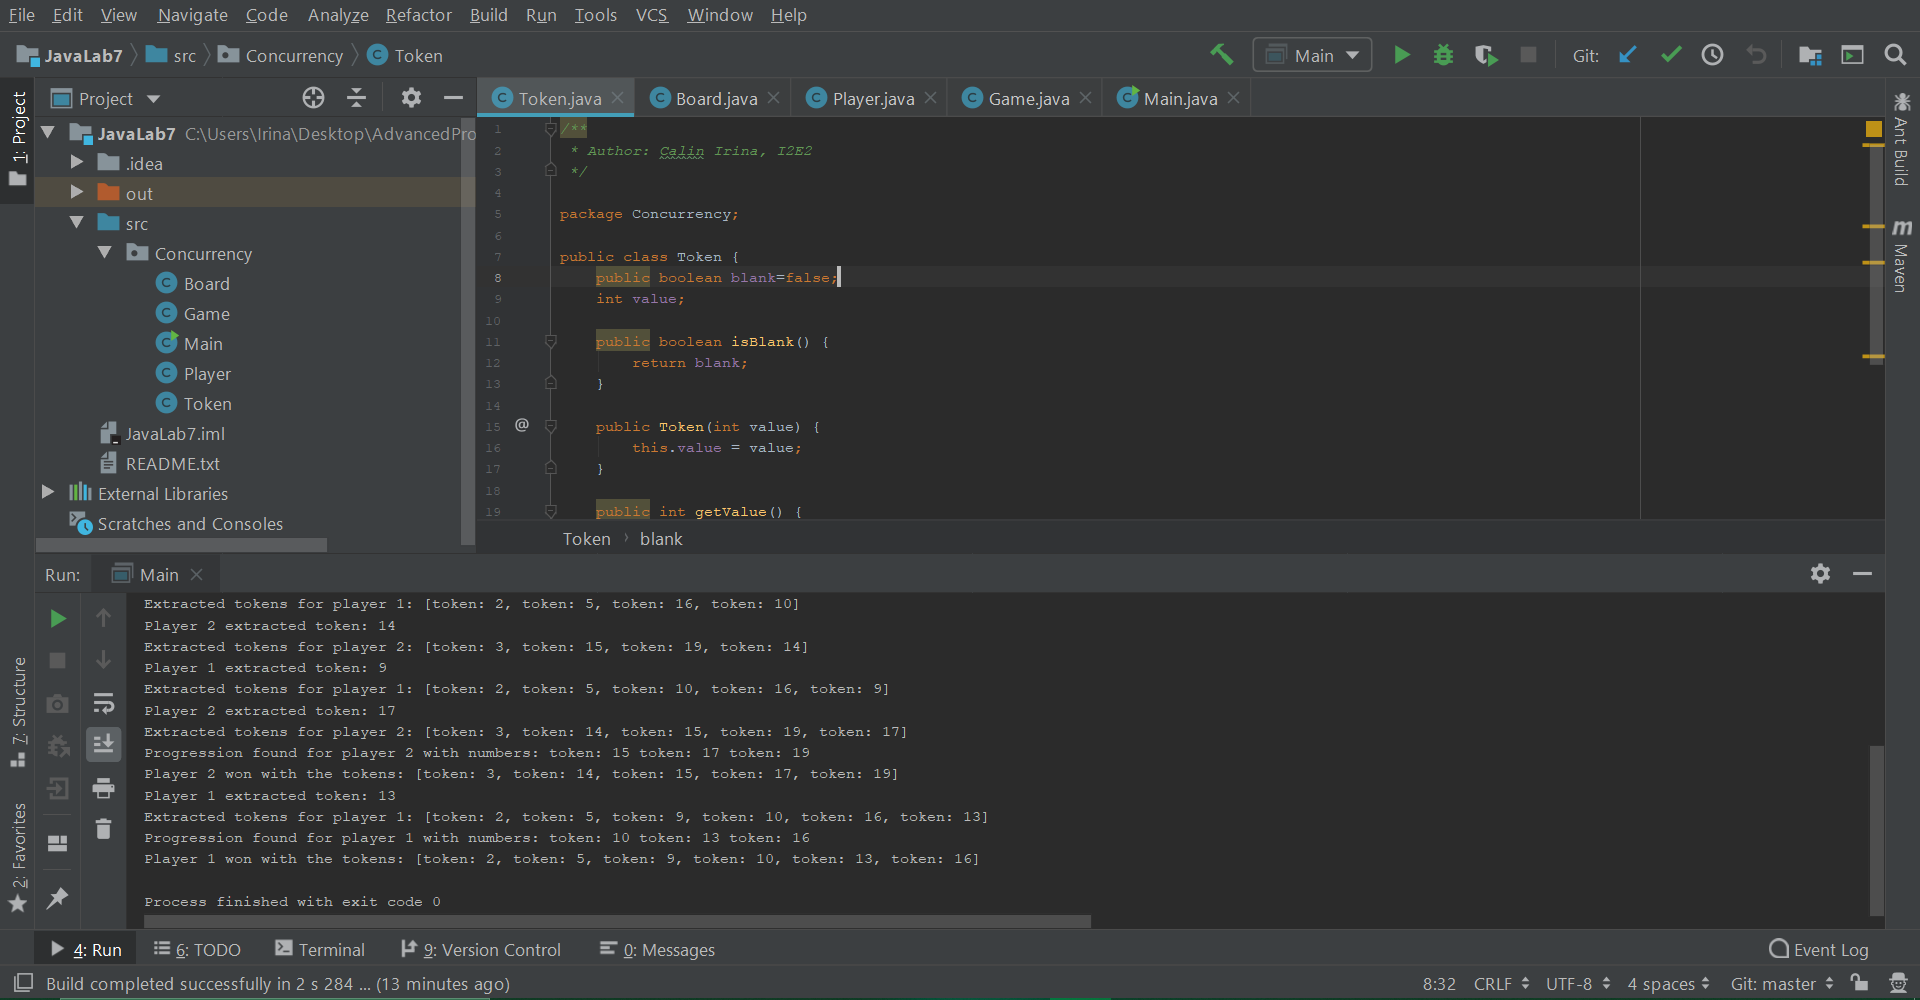 File Edit View Navigate Code Analyze Refactor Build Run Tools VCS Window Help
JavaLab7 src Concurrency Token Main Git:
1: Project
Project
Token.java Board.java Player.java Game.java Main.java
JavaLab7 C:\Users\Irina\Desktop\AdvancedPro
.idea
out
src
Concurrency
Board
Game
Main
Player
Token
JavaLab7.iml
README.txt
External Libraries
Scratches and Consoles
1 /**
2 * Author: Calin Irina, I2E2
3 */
4
5 package Concurrency;
6
7 public class Token {
8 public boolean blank=false;
9 int value;
10
11 public boolean isBlank() {
12 return blank;
13 }
14
15 @ public Token(int value) {
16 this.value = value;
17 }
18
19 public int getValue() {
Token › blank
Ant Build
Maven
Run: Main
Extracted tokens for player 1: [token: 2, token: 5, token: 16, token: 10]
Player 2 extracted token: 14
Extracted tokens for player 2: [token: 3, token: 15, token: 19, token: 14]
Player 1 extracted token: 9
Extracted tokens for player 1: [token: 2, token: 5, token: 10, token: 16, token: 9]
Player 2 extracted token: 17
Extracted tokens for player 2: [token: 3, token: 14, token: 15, token: 19, token: 17]
Progression found for player 2 with numbers: token: 15 token: 17 token: 19
Player 2 won with the tokens: [token: 3, token: 14, token: 15, token: 17, token: 19]
Player 1 extracted token: 13
Extracted tokens for player 1: [token: 2, token: 5, token: 9, token: 10, token: 16, token: 13]
Progression found for player 1 with numbers: token: 10 token: 13 token: 16
Player 1 won with the tokens: [token: 2, token: 5, token: 9, token: 10, token: 13, token: 16]
Process finished with exit code 0
7: Structure
2: Favorites
4: Run 6: TODO Terminal 9: Version Control 0: Messages Event Log
Build completed successfully in 2 s 284 ... (13 minutes ago) 8:32 CRLF UTF-8 4 spaces Git: master